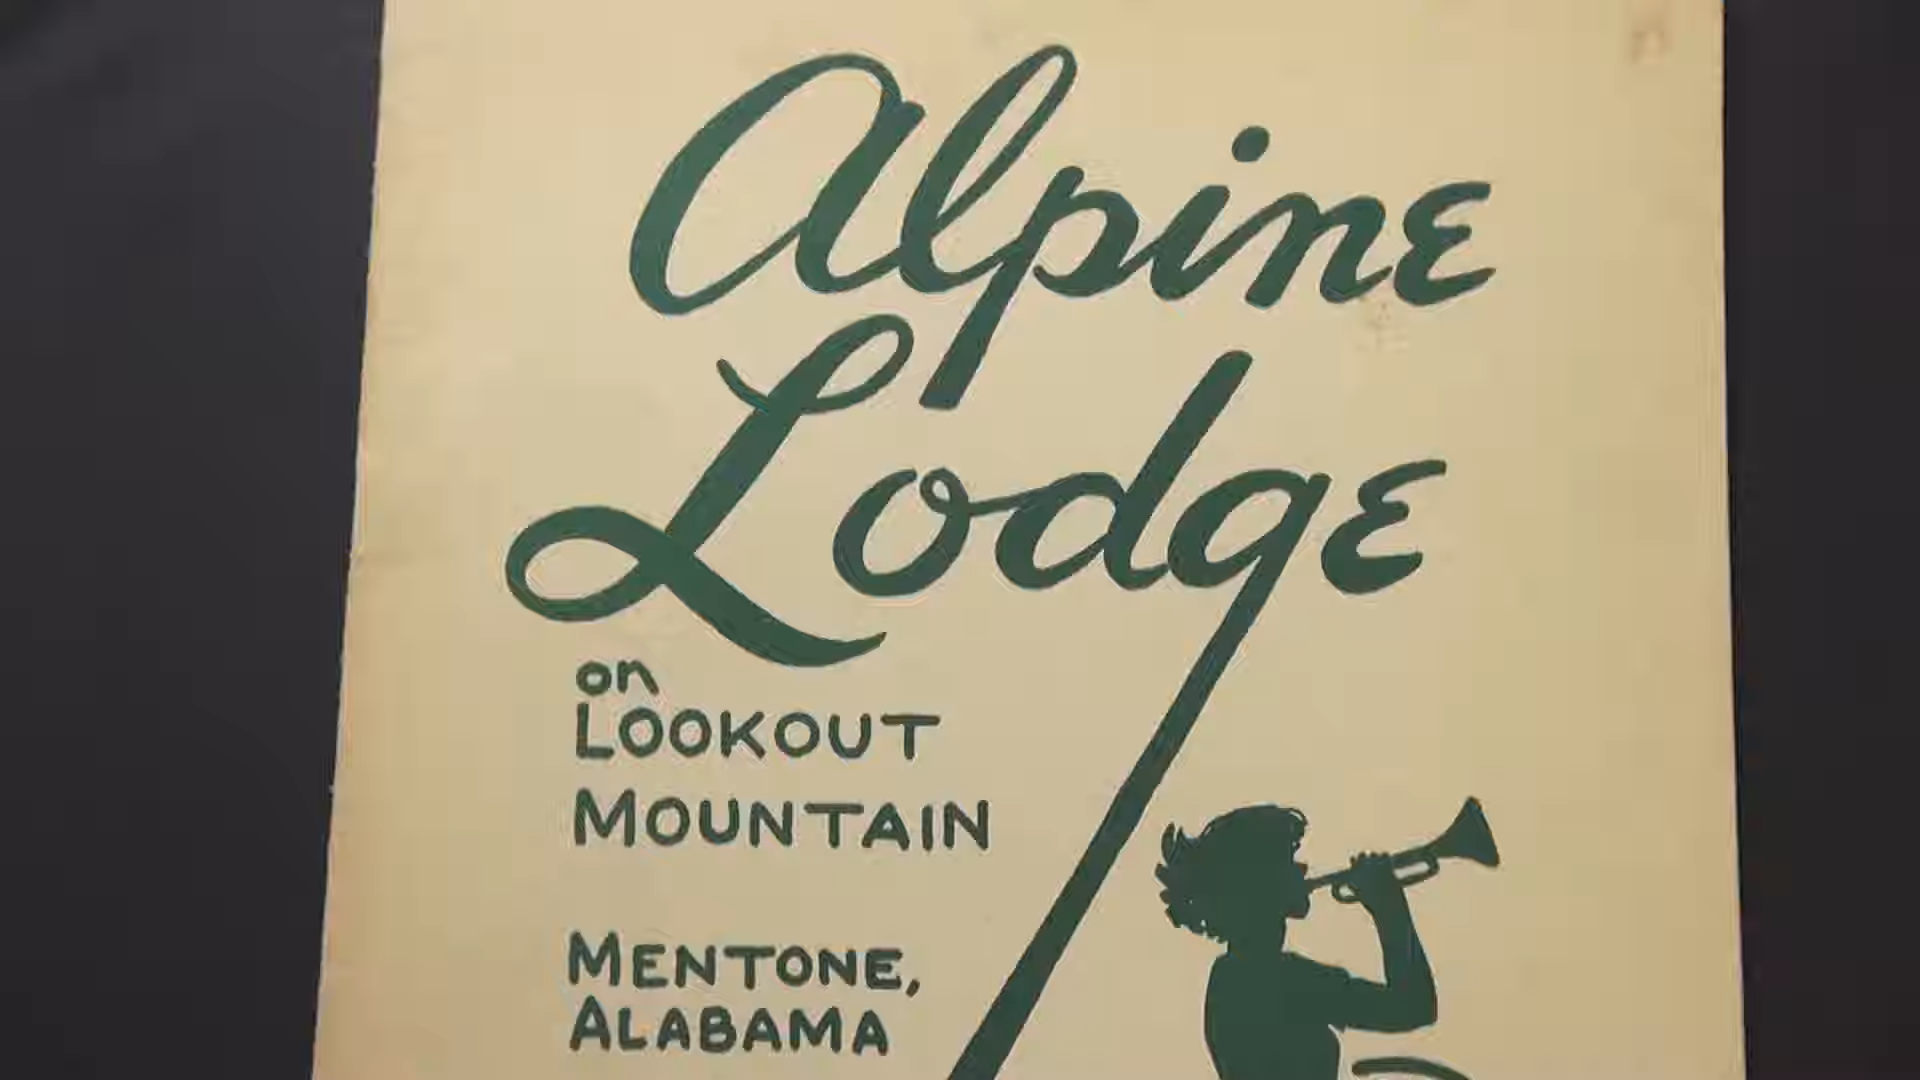 Alpine
Lodge
on
LOOKOUT
MOUNTAIN
MENTONE,
ALABAMA